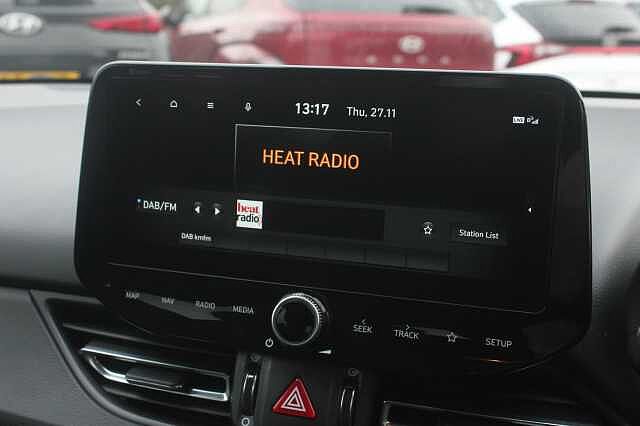 13:17 Thu, 27.11
HEAT RADIO
DAB/FM
heat
radio
Station List
DAB kmfm
MAP NAV RADIO MEDIA
SEEK TRACK SETUP